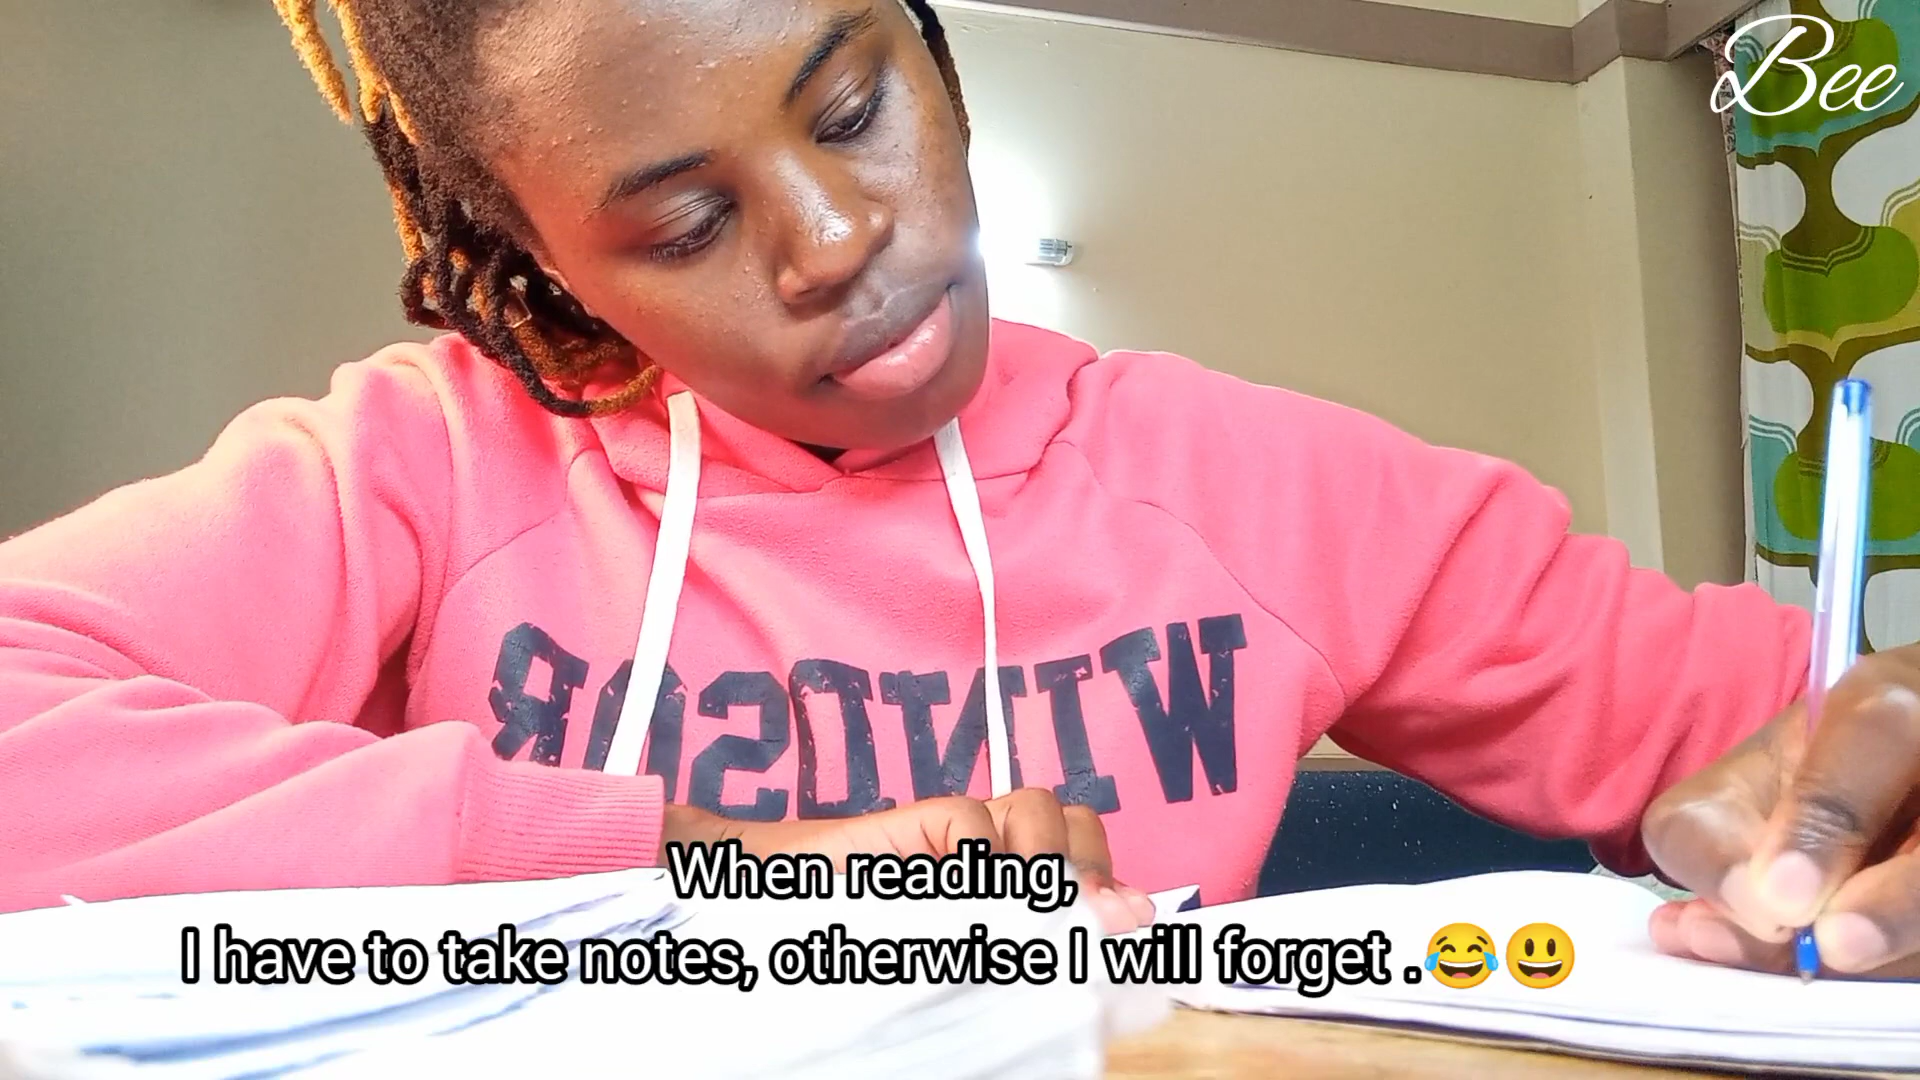 Bee
WINDSOR
When reading,
I have to take notes, otherwise I will forget .😂😃